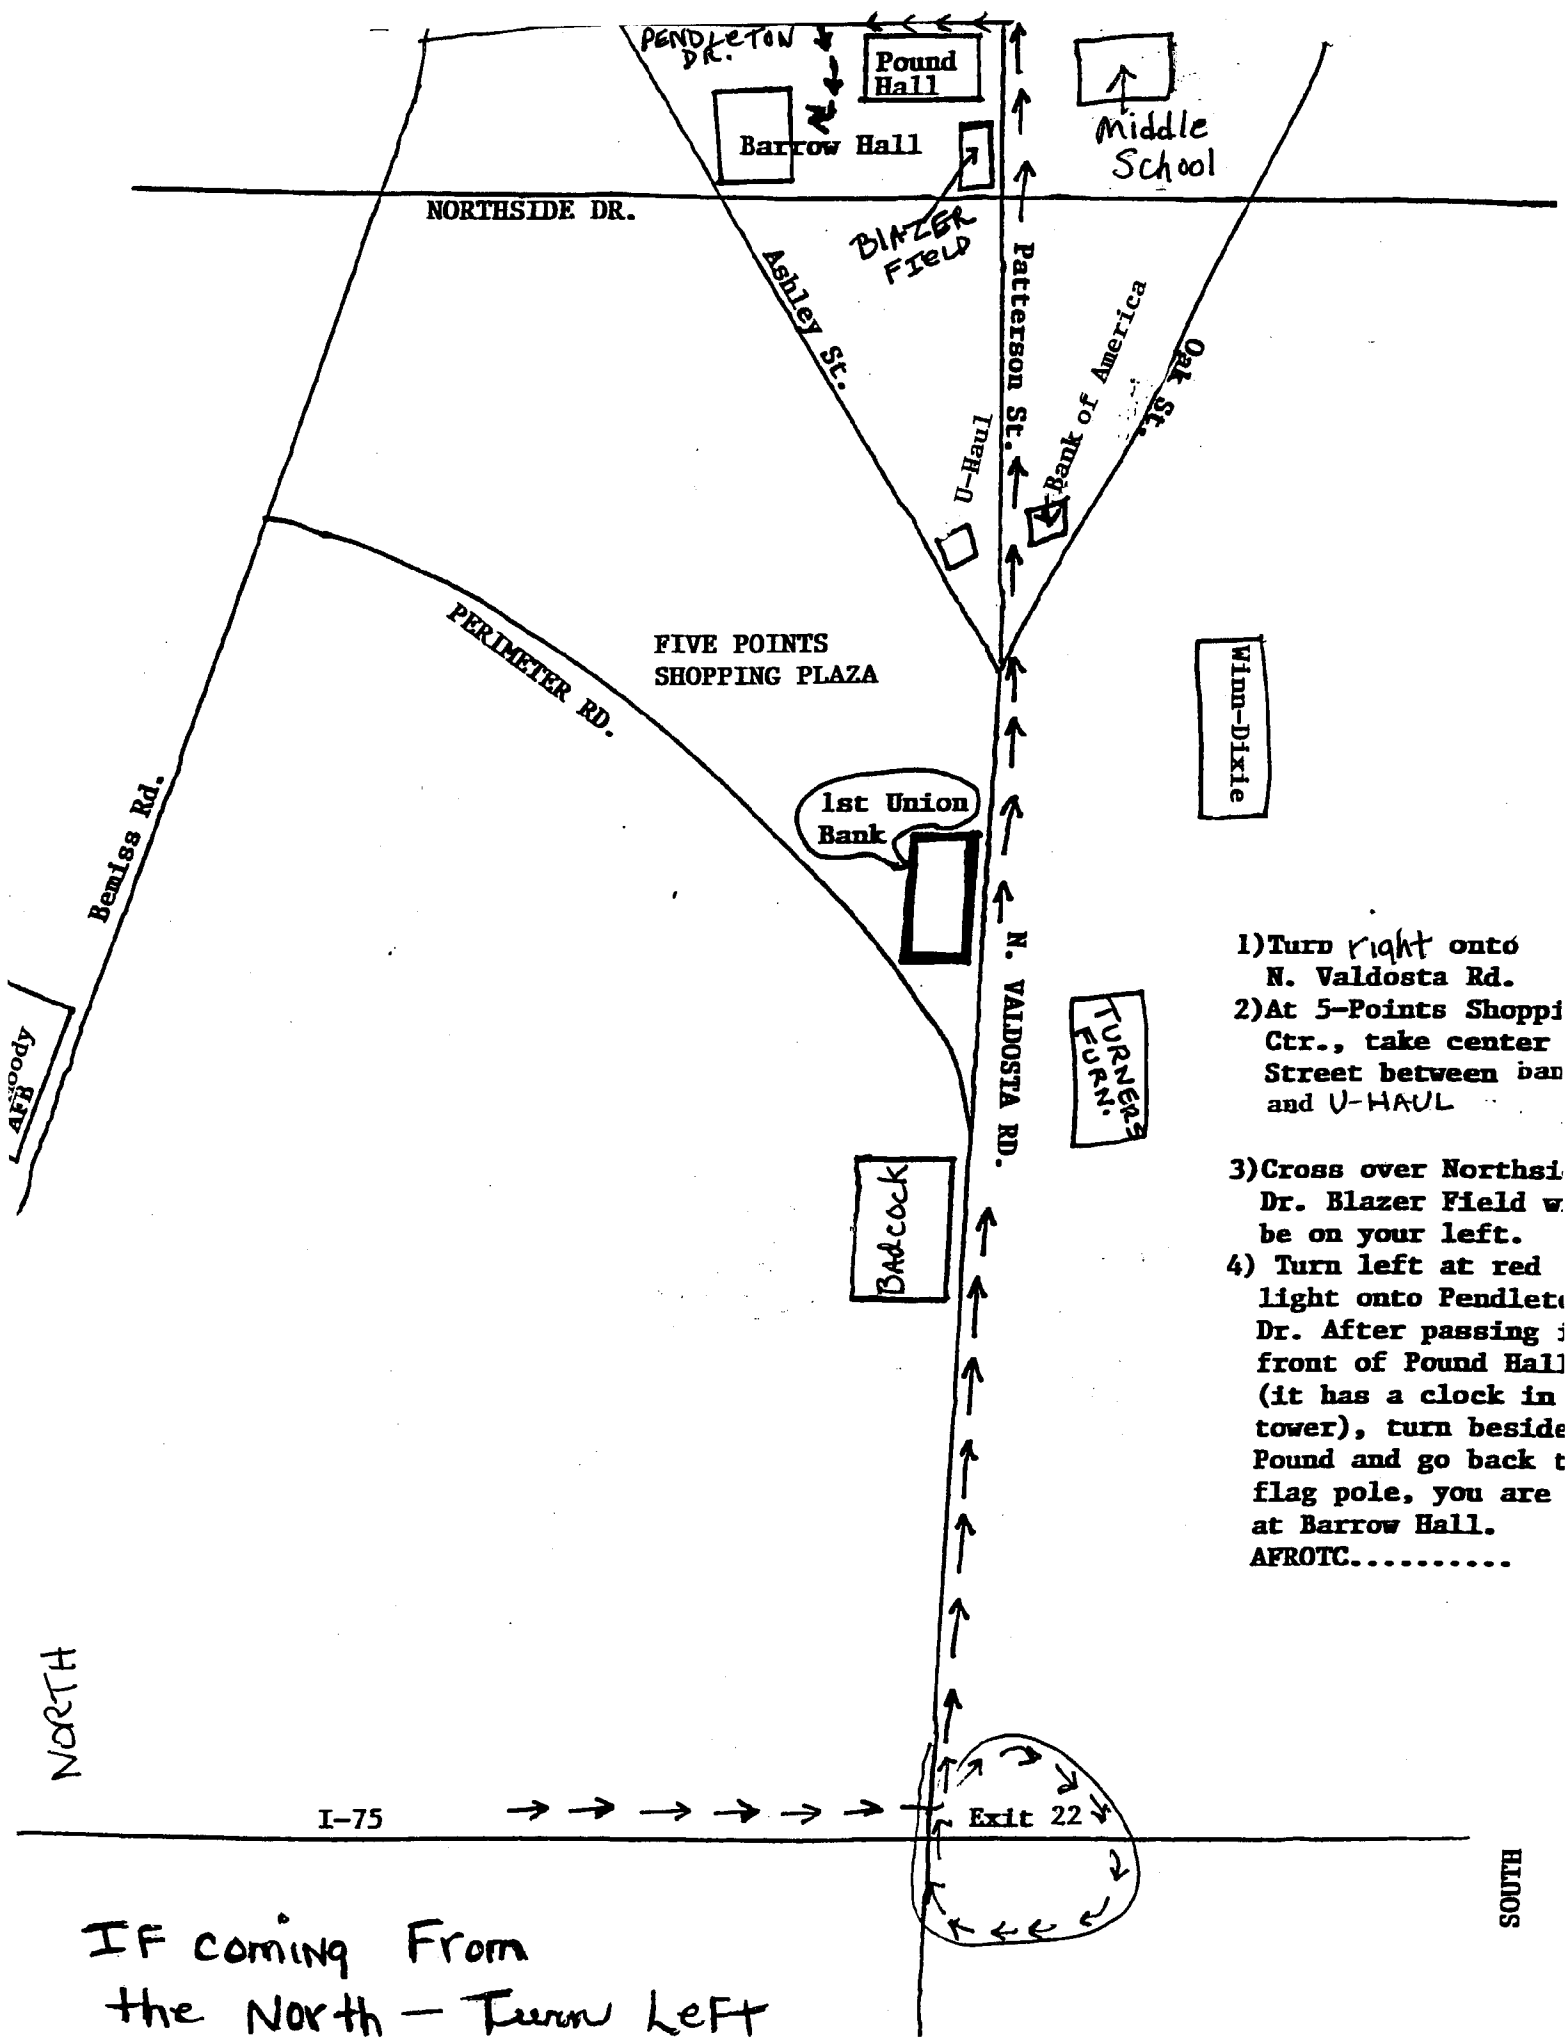 PENDLETON
DR.
Pound
Hall
Middle
School
Barrow Hall
NORTHSIDE DR.
BLAZER
FIELD
Ashley St.
Patterson St.
Bank of America
Oak St.
U-Haul
PERIMETER RD.
FIVE POINTS
SHOPPING PLAZA
Winn-Dixie
1st Union
Bank
Bemiss Rd.
N. VALDOSTA RD.
TURNERS
FURN.
oody
AFB
BAdcock
1)Turn right onto
N. Valdosta Rd.
2)At 5-Points Shoppi
Ctr., take center
Street between ban
and U-HAUL
3)Cross over Northsi
Dr. Blazer Field w
be on your left.
4) Turn left at red
light onto Pendlet
Dr. After passing i
front of Pound Hall
(it has a clock in
tower), turn beside
Pound and go back t
flag pole, you are
at Barrow Hall.
AFROTC..........
NORTH
I-75
Exit 22
SOUTH
IF coming From
the North - Turn LeFt